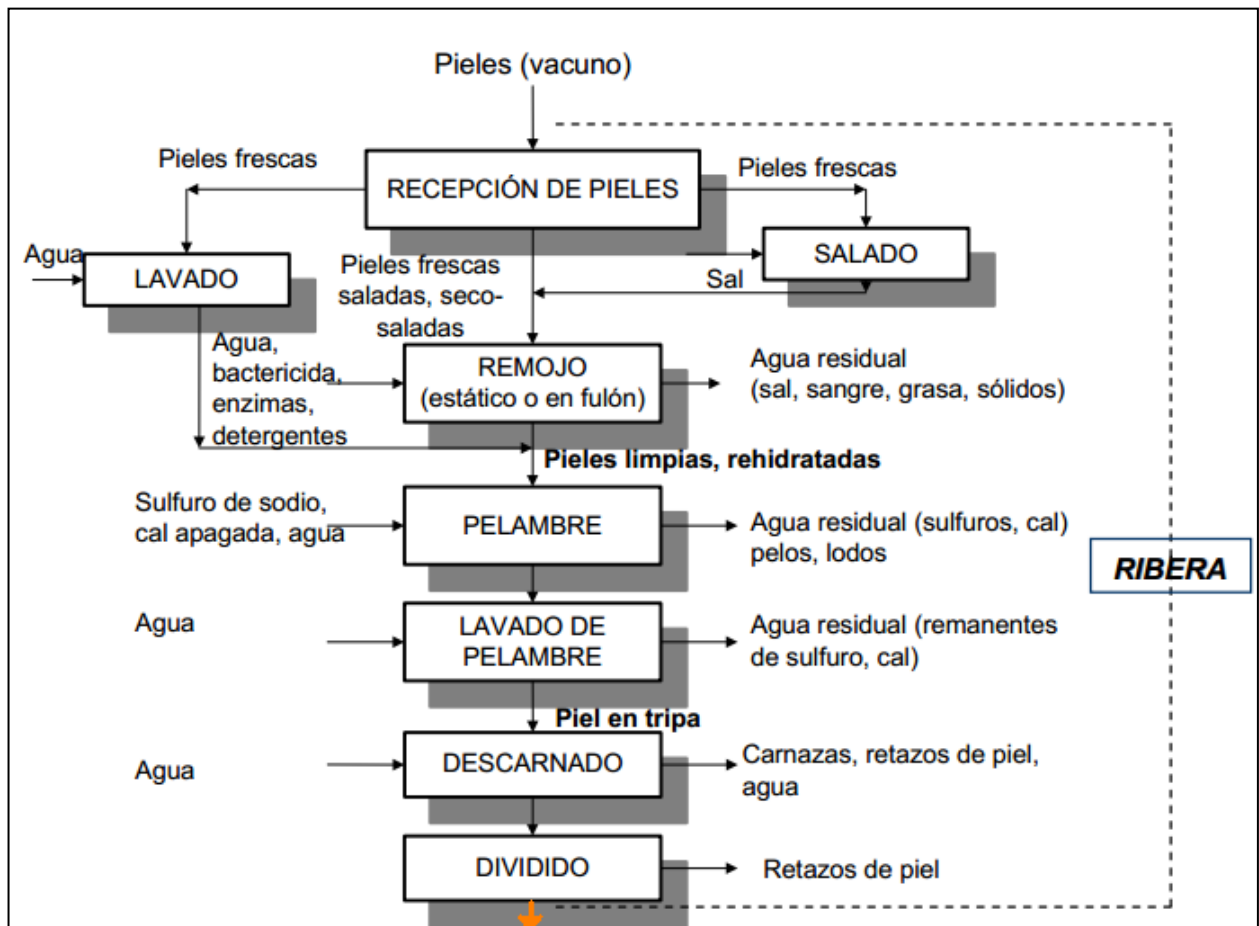 Pieles (vacuno)
Pieles frescas
RECEPCIÓN DE PIELES
Pieles frescas
Agua
LAVADO
Pieles frescas
saladas, seco-
saladas
SALADO
Sal
Agua,
bactericida,
enzimas,
detergentes
REMOJO
(estático o en fulón)
Agua residual
(sal, sangre, grasa, sólidos)
Pieles limpias, rehidratadas
Sulfuro de sodio,
cal apagada, agua
PELAMBRE
Agua residual (sulfuros, cal)
pelos, lodos
RIBERA
Agua
LAVADO DE
PELAMBRE
Agua residual (remanentes
de sulfuro, cal)
Piel en tripa
Agua
DESCARNADO
Carnazas, retazos de piel,
agua
DIVIDIDO
Retazos de piel